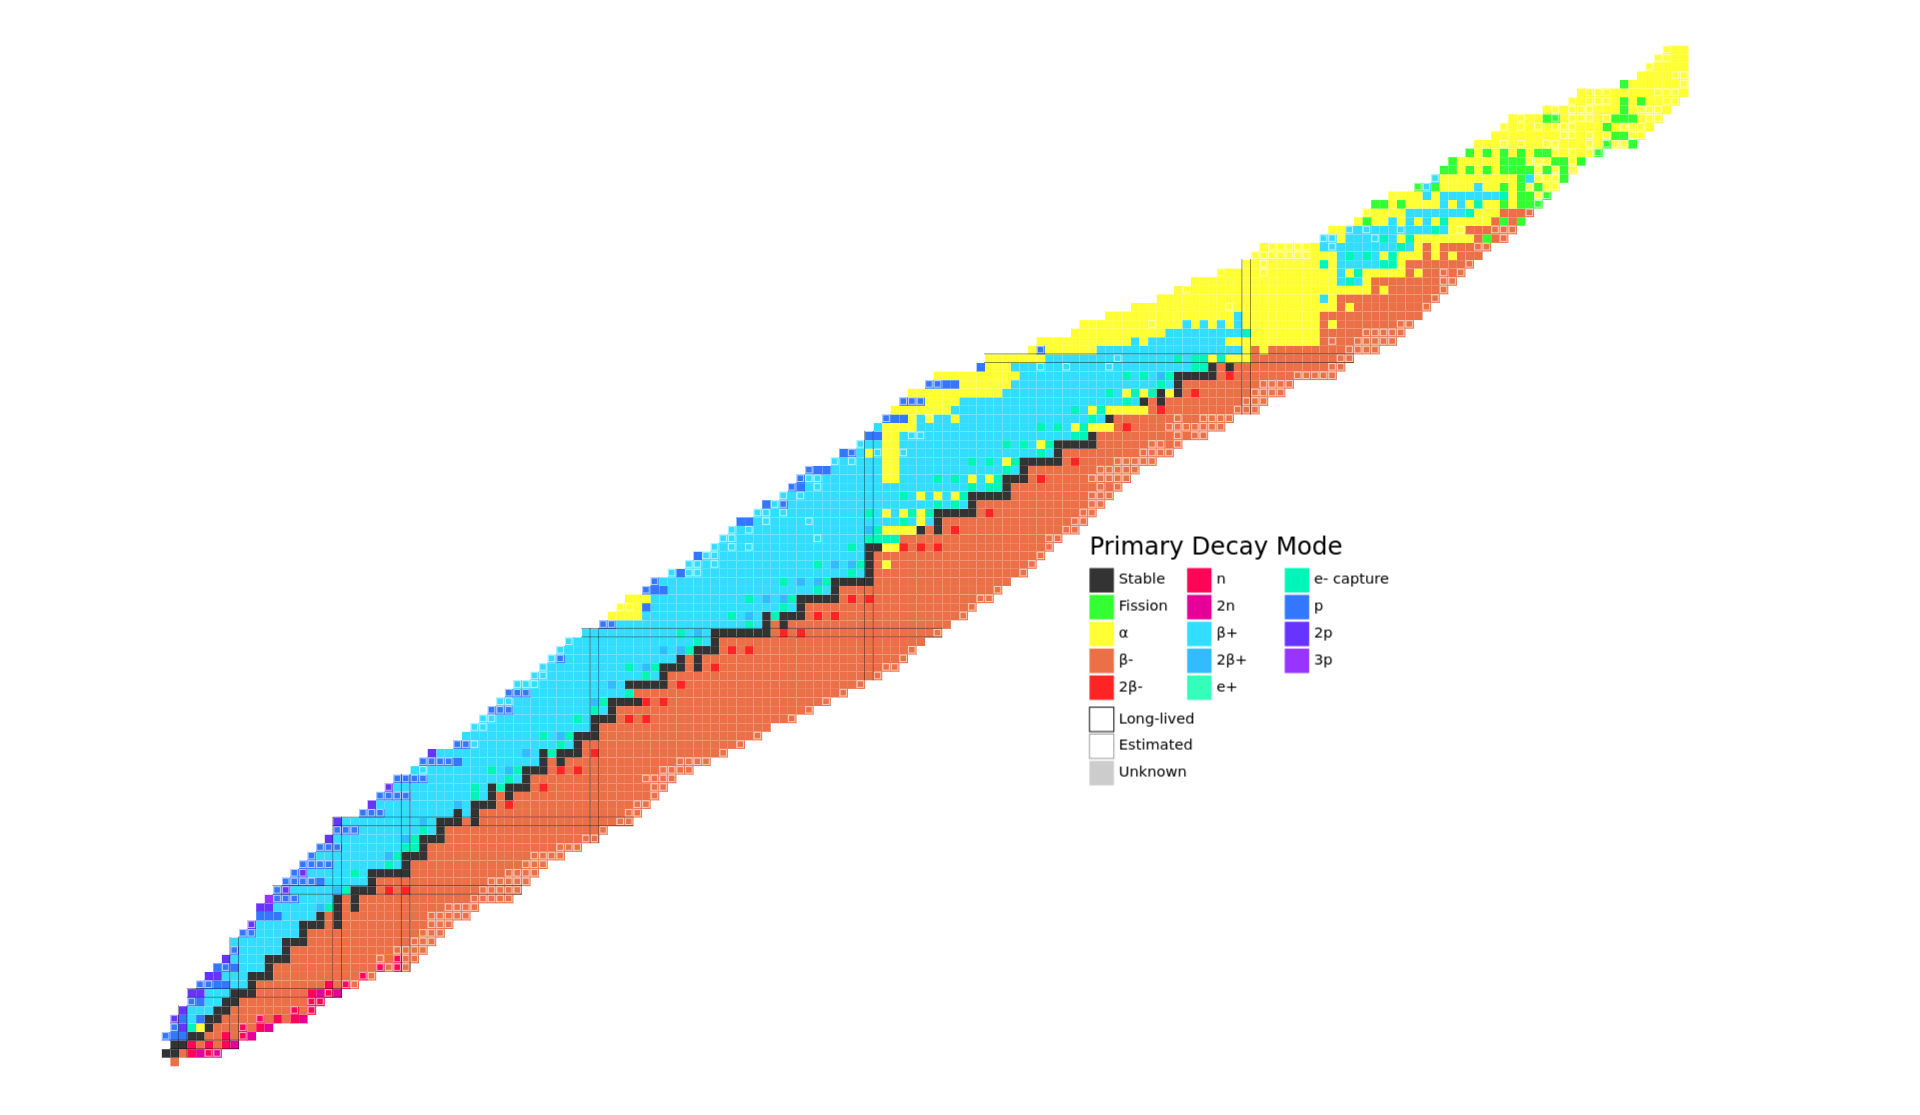 Primary Decay Mode
Stable n e- capture
Fission 2n p
α β+ 2p
β- 2β+ 3p
2β- e+
Long-lived
Estimated
Unknown